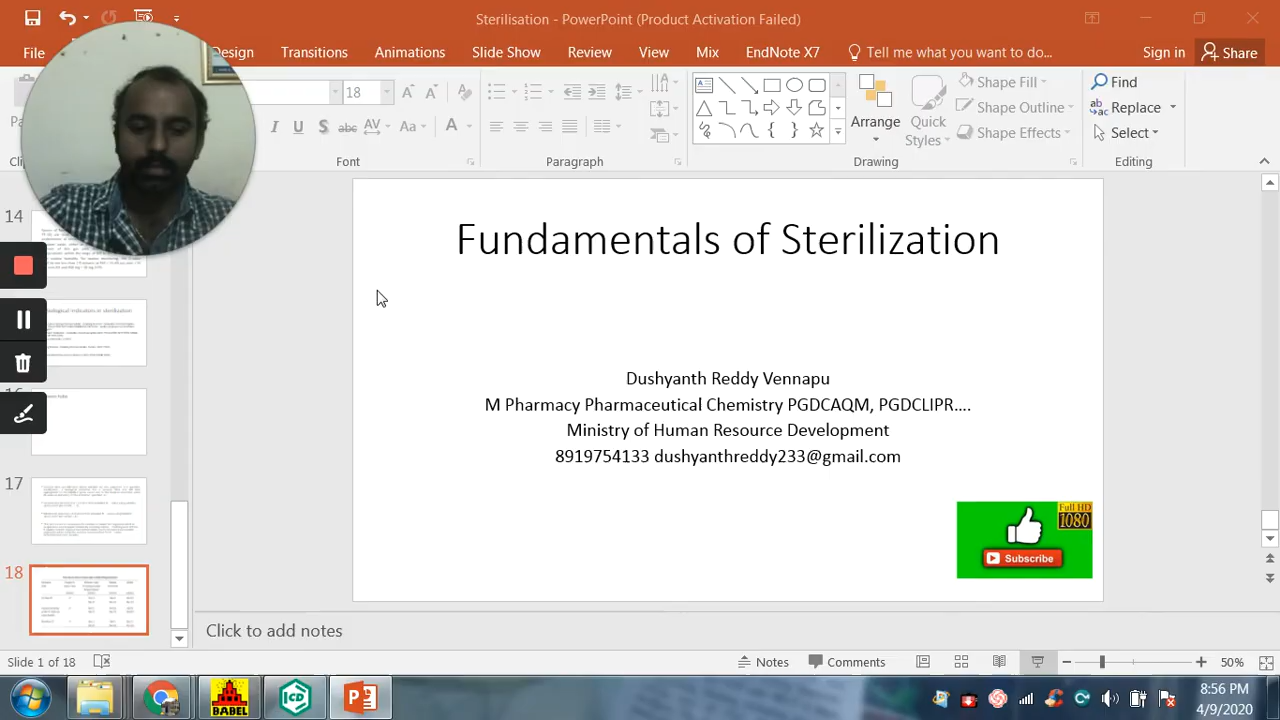 Sterilisation - PowerPoint (Product Activation Failed)
File Design Transitions Animations Slide Show Review View Mix EndNote X7 Tell me what you want to do... Sign in Share
18 Shape Fill Find
Shape Outline Replace
Arrange Quick Styles Shape Effects Select
Font Paragraph Drawing Editing
14
Fundamentals of Sterilization
Dushyanth Reddy Vennapu
M Pharmacy Pharmaceutical Chemistry PGDCAQM, PGDCLIPR....
Ministry of Human Resource Development
8919754133 dushyanthreddy233@gmail.com
Full HD
1080
Subscribe
17
18
Click to add notes
Slide 1 of 18 Notes Comments 50%
BABEL
8:56 PM
4/9/2020